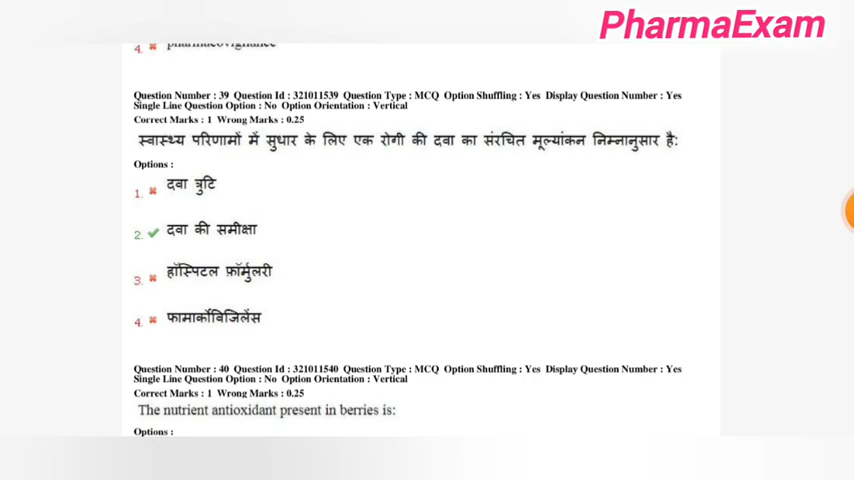 PharmaExam
4. pharmacovigilance
Question Number : 39 Question Id : 321011539 Question Type : MCQ Option Shuffling : Yes Display Question Number : Yes
Single Line Question Option : No Option Orientation : Vertical
Correct Marks : 1 Wrong Marks : 0.25
स्वास्थ्य परिणामों में सुधार के लिए एक रोगी की दवा का संरचित मूल्यांकन निम्नानुसार है:
Options :
1. दवा त्रुटि
2. दवा की समीक्षा
3. हॉस्पिटल फ़ॉर्मुलरी
4. फामार्कोविजिलेंस
Question Number : 40 Question Id : 321011540 Question Type : MCQ Option Shuffling : Yes Display Question Number : Yes
Single Line Question Option : No Option Orientation : Vertical
Correct Marks : 1 Wrong Marks : 0.25
The nutrient antioxidant present in berries is:
Options :